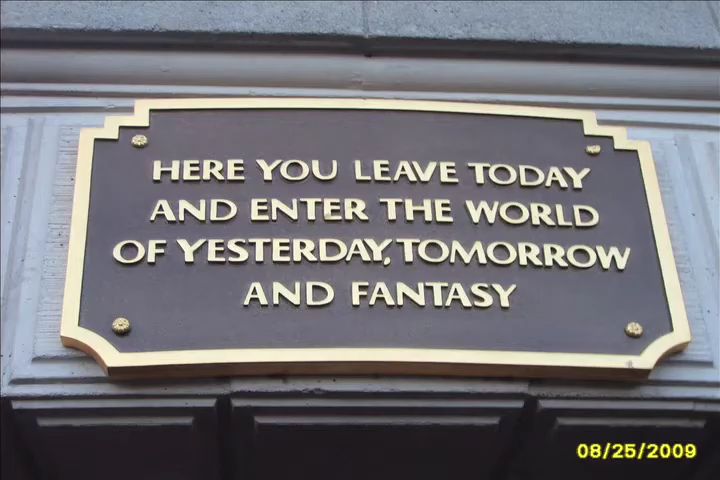 HERE YOU LEAVE TODAY
AND ENTER THE WORLD
OF YESTERDAY, TOMORROW
AND FANTASY
08/25/2009